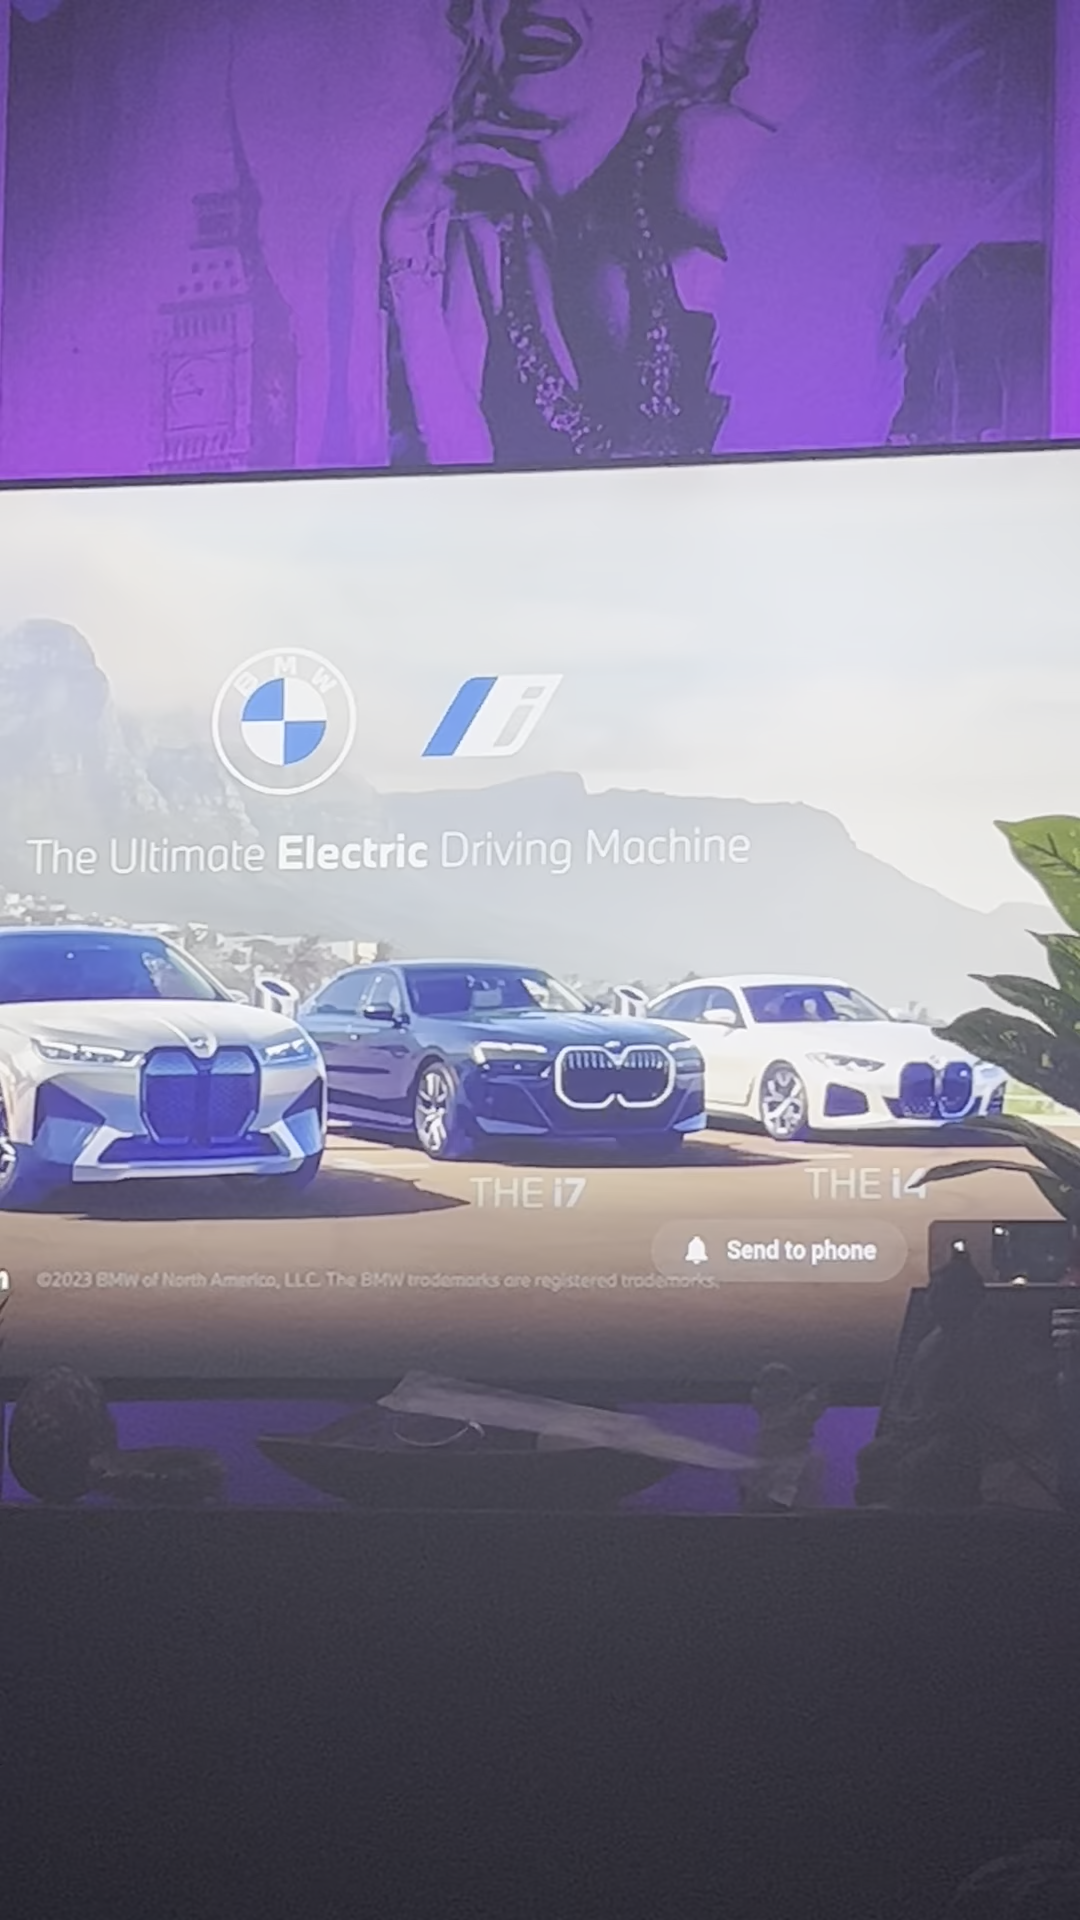 BMW
i
The Ultimate Electric Driving Machine
THE i7
THE i4
Send to phone
©2023 BMW of North America, LLC. The BMW trademarks are registered trademarks.